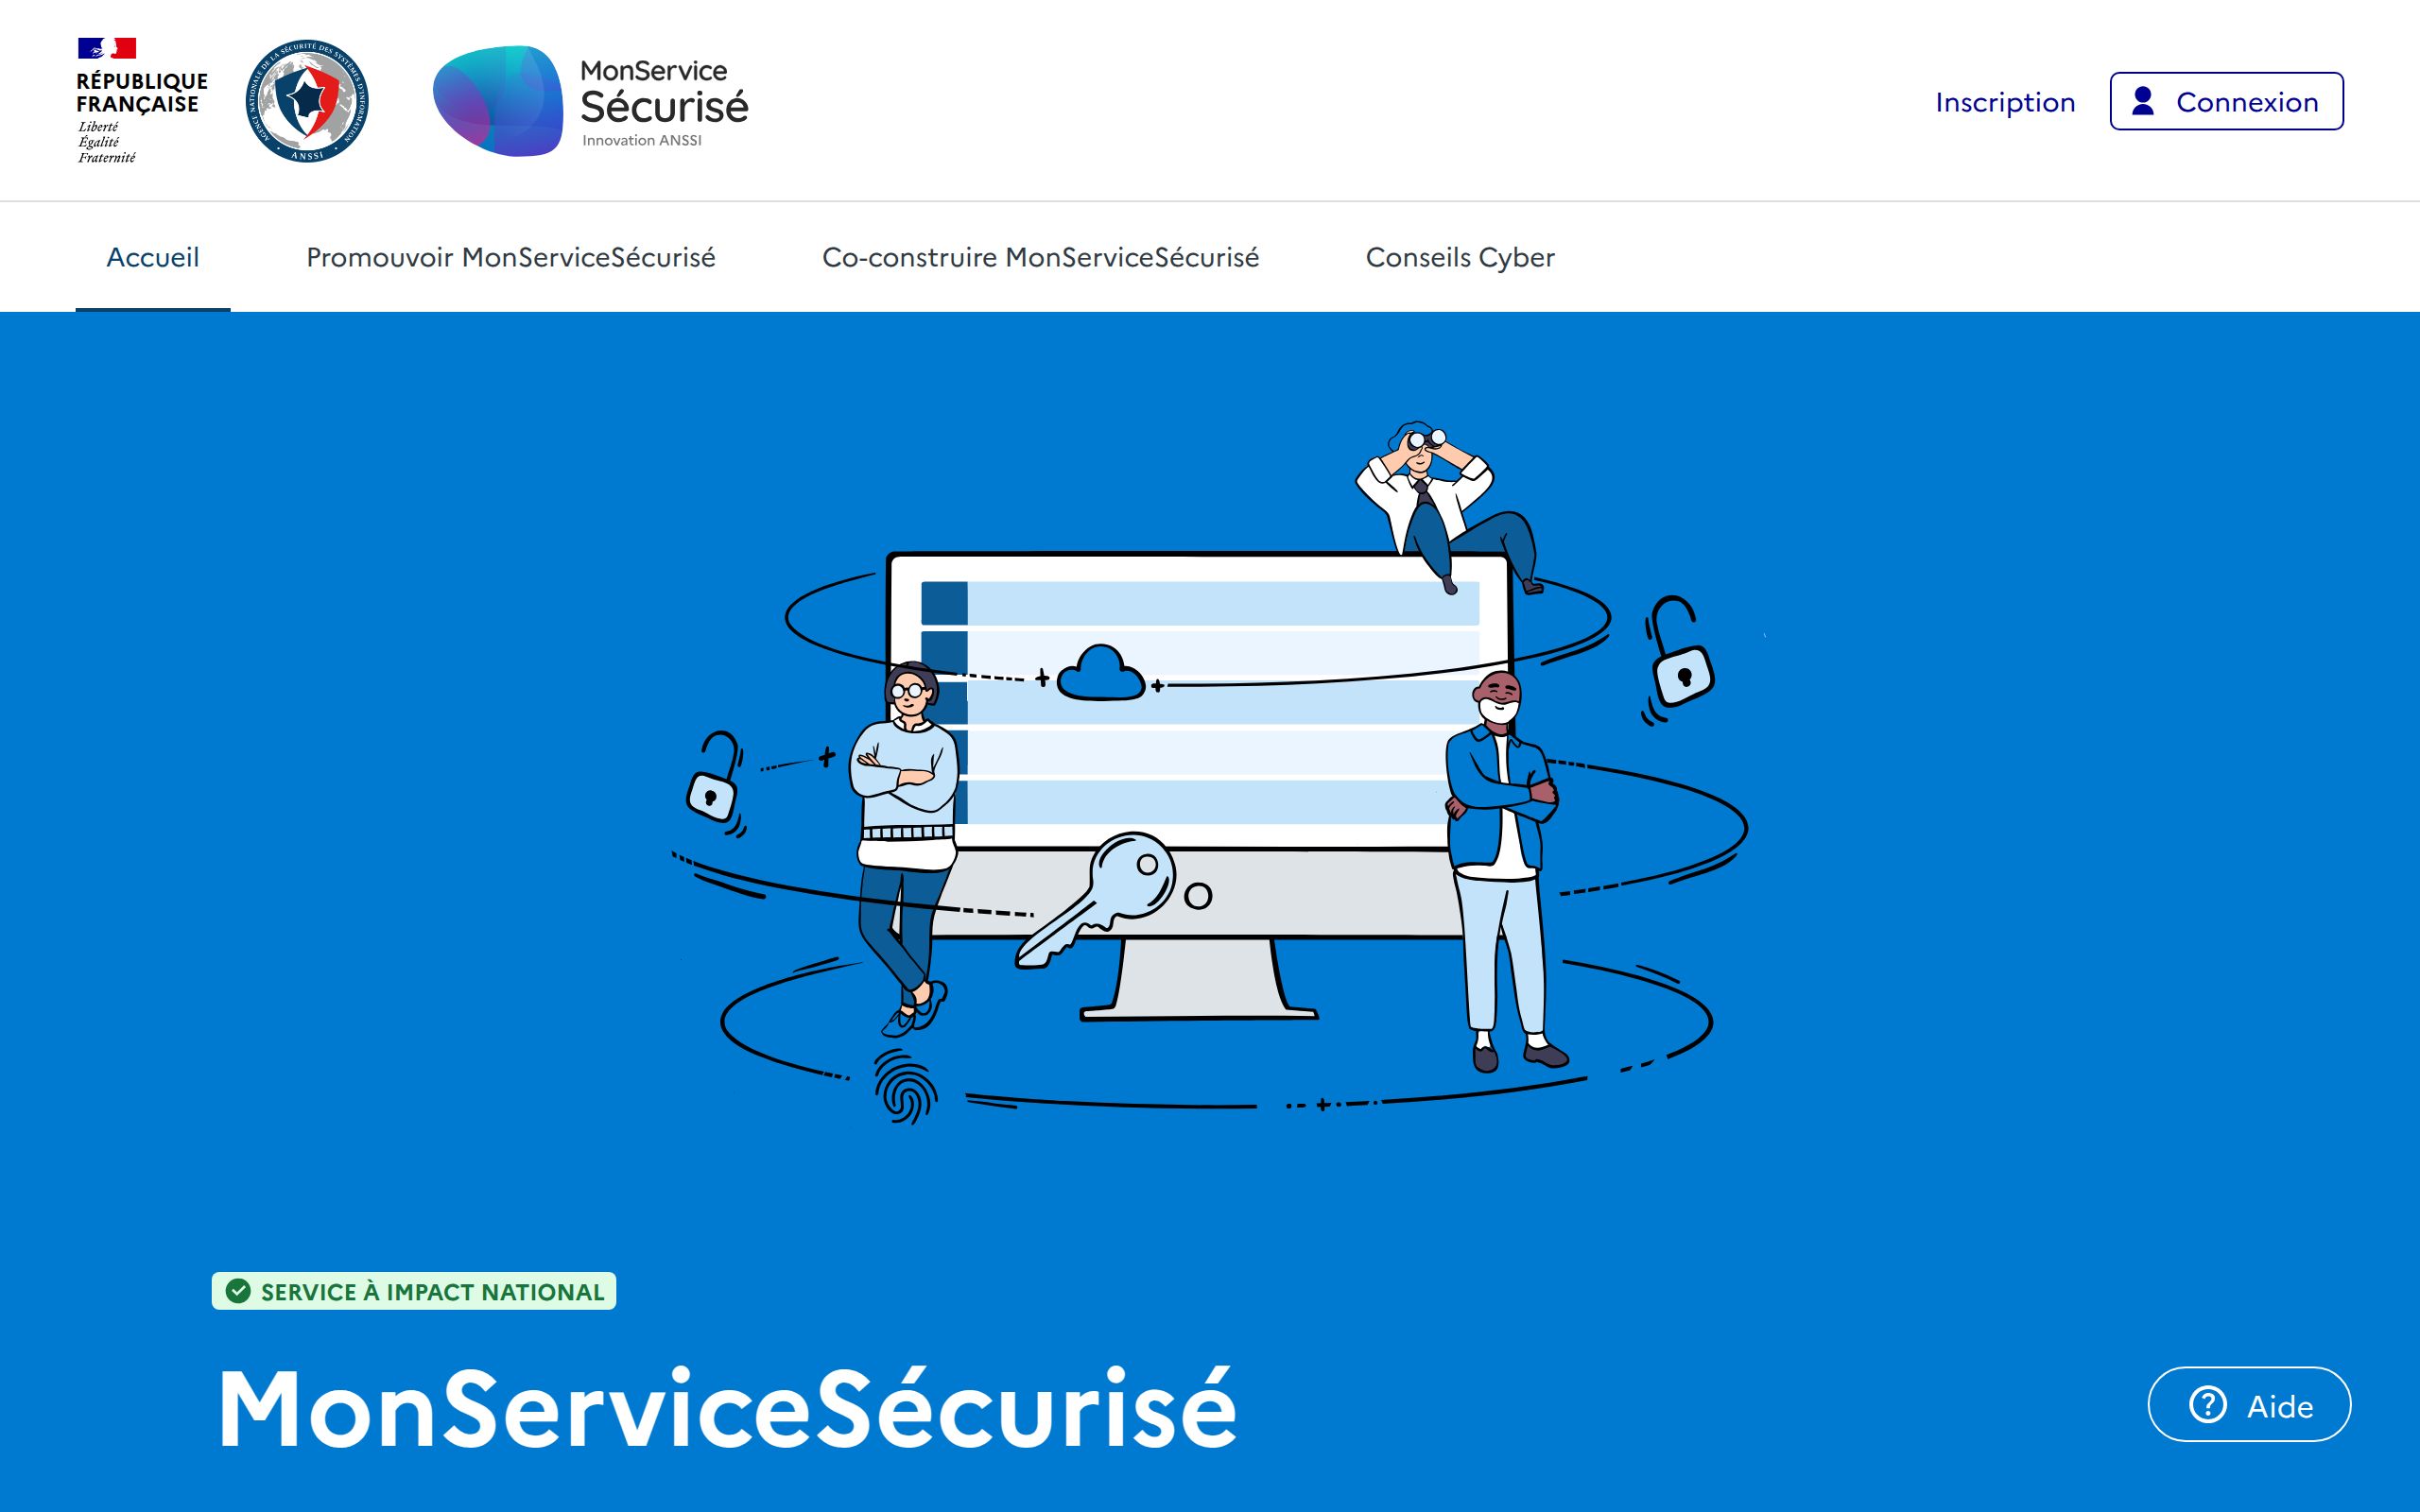 RÉPUBLIQUE
FRANÇAISE
Liberté
Égalité
Fraternité
AGENCE NATIONALE DE LA SÉCURITÉ DES SYSTÈMES D'INFORMATION
ANSSI
MonService
Sécurisé
Innovation ANSSI
Inscription
Connexion
Accueil
Promouvoir MonServiceSécurisé
Co-construire MonServiceSécurisé
Conseils Cyber
SERVICE À IMPACT NATIONAL
MonServiceSécurisé
Aide